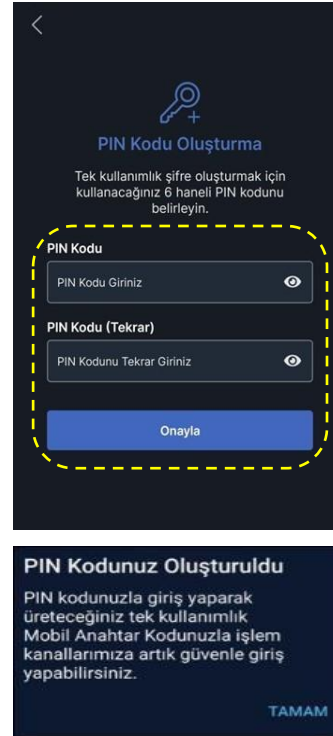 PIN Kodu Oluşturma
Tek kullanımlık şifre oluşturmak için
kullanacağınız 6 haneli PIN kodunu
belirleyin.
PIN Kodu
PIN Kodu Giriniz
PIN Kodu (Tekrar)
PIN Kodunu Tekrar Giriniz
Onayla
PIN Kodunuz Oluşturuldu
PIN kodunuzla giriş yaparak
üreteceğiniz tek kullanımlık
Mobil Anahtar Kodunuzla işlem
kanallarımıza artık güvenle giriş
yapabilirsiniz.
TAMAM